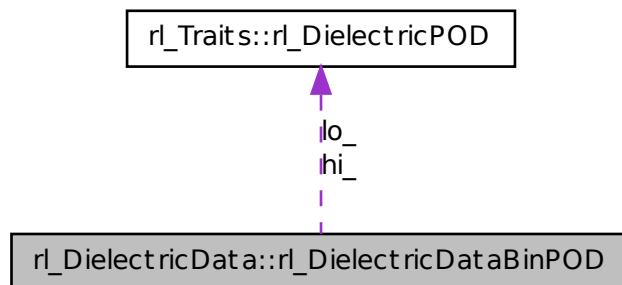 rl_Traits::rl_DielectricPOD
lo_
hi_
rl_DielectricData::rl_DielectricDataBinPOD